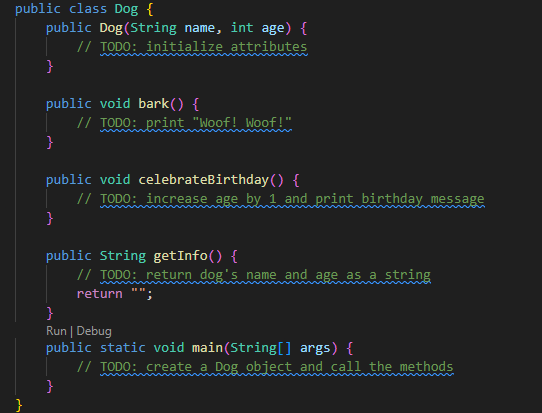 public class Dog {
public Dog(String name, int age) {
// TODO: initialize attributes
}
public void bark() {
// TODO: print "Woof! Woof!"
}
public void celebrateBirthday() {
// TODO: increase age by 1 and print birthday message
}
public String getInfo() {
// TODO: return dog's name and age as a string
return "";
}
Run | Debug
public static void main(String[] args) {
// TODO: create a Dog object and call the methods
}
}